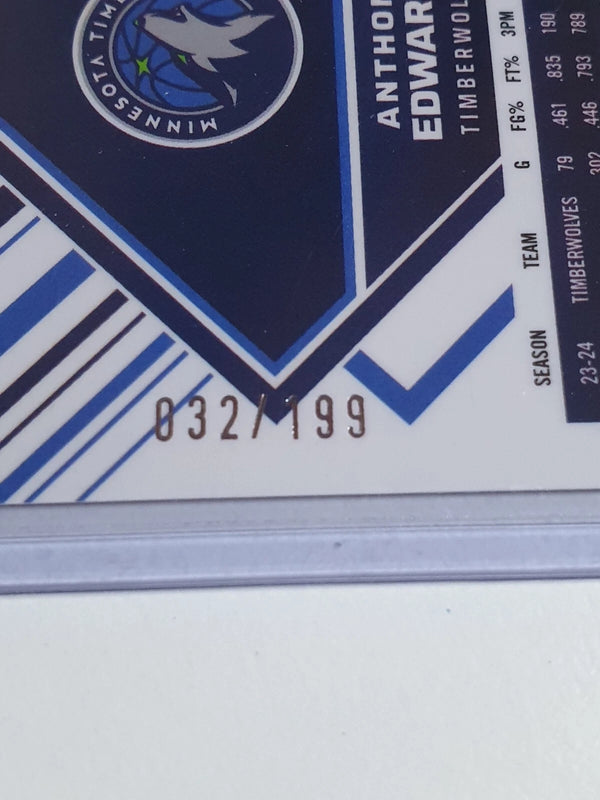 MINNESOTA TIM
ANTHO
EDWAR
TIMBERWOL
SEASON TEAM G FG% FT% 3PM
23-24 TIMBERWOLVES 79 .461 .835 190
302 .446 .793 789
032/199